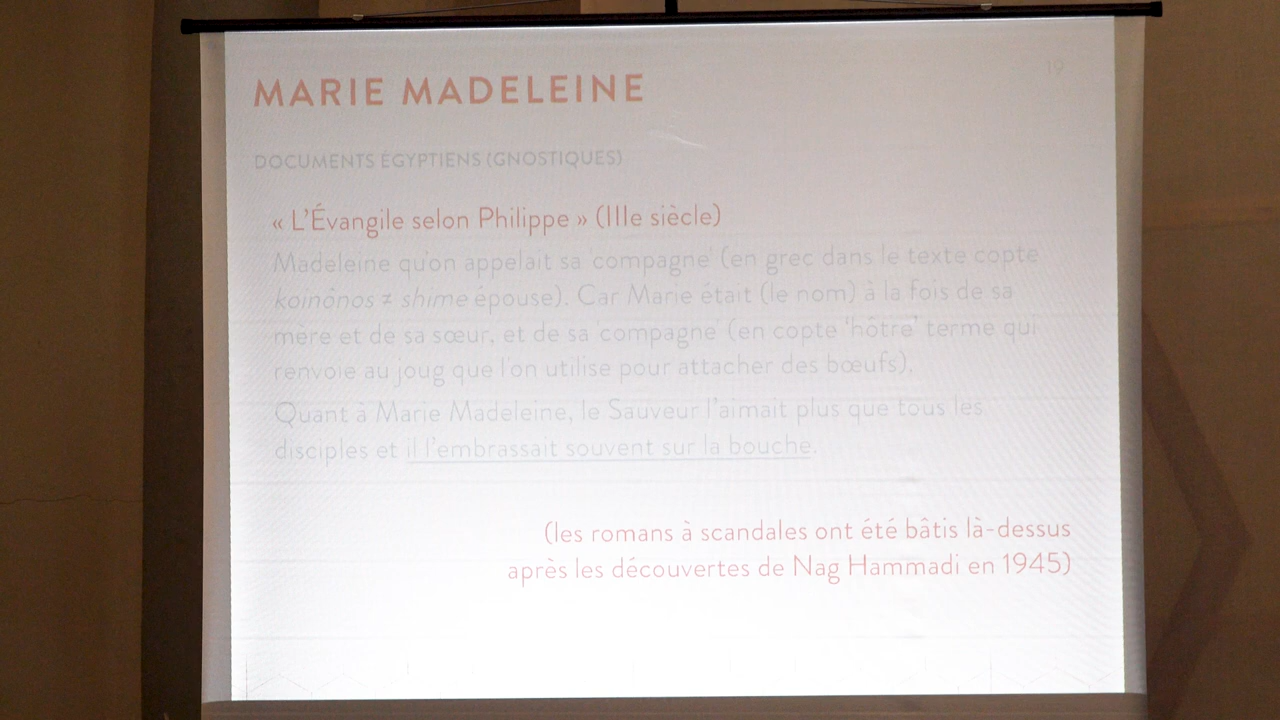 19
MARIE MADELEINE
DOCUMENTS ÉGYPTIENS (GNOSTIQUES)
« L'Évangile selon Philippe » (IIIe siècle)
Madeleine qu'on appelait sa 'compagne' (en grec dans le texte copte
koinônos ≠ shime épouse). Car Marie était (le nom) à la fois de sa
mère et de sa sœur, et de sa 'compagne' (en copte 'hôtre' terme qui
renvoie au joug que l'on utilise pour attacher des bœufs).
Quant à Marie Madeleine, le Sauveur l'aimait plus que tous les
disciples et il l'embrassait souvent sur la bouche.
(les romans à scandales ont été bâtis là-dessus
après les découvertes de Nag Hammadi en 1945)